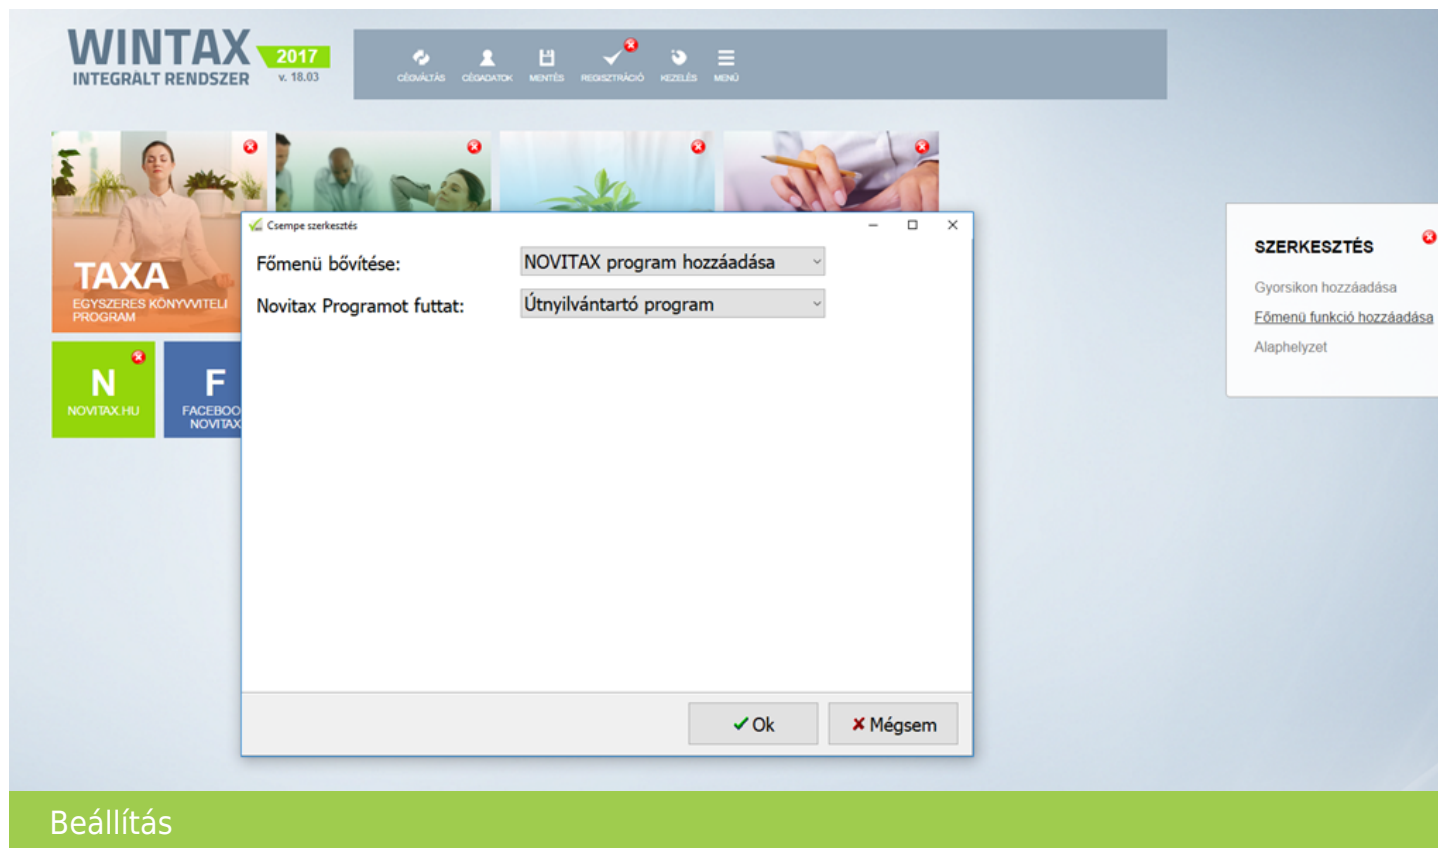 WINTAX
INTEGRÁLT RENDSZER
2017
v. 18.03
CÉGVÁLTÁS
CÉGADATOK
MENTÉS
REGISZTRÁCIÓ
KEZELÉS
MENÜ
TAXA
EGYSZERES KÖNYVVITELI
PROGRAM
N
NOVITAX.HU
F
FACEBOO
NOVITAX
Csempe szerkesztés
Főmenü bővítése:
NOVITAX program hozzáadása
Novitax Programot futtat:
Útnyilvántartó program
Ok
Mégsem
SZERKESZTÉS
Gyorsikon hozzáadása
Főmenü funkció hozzáadása
Alaphelyzet
Beállítás